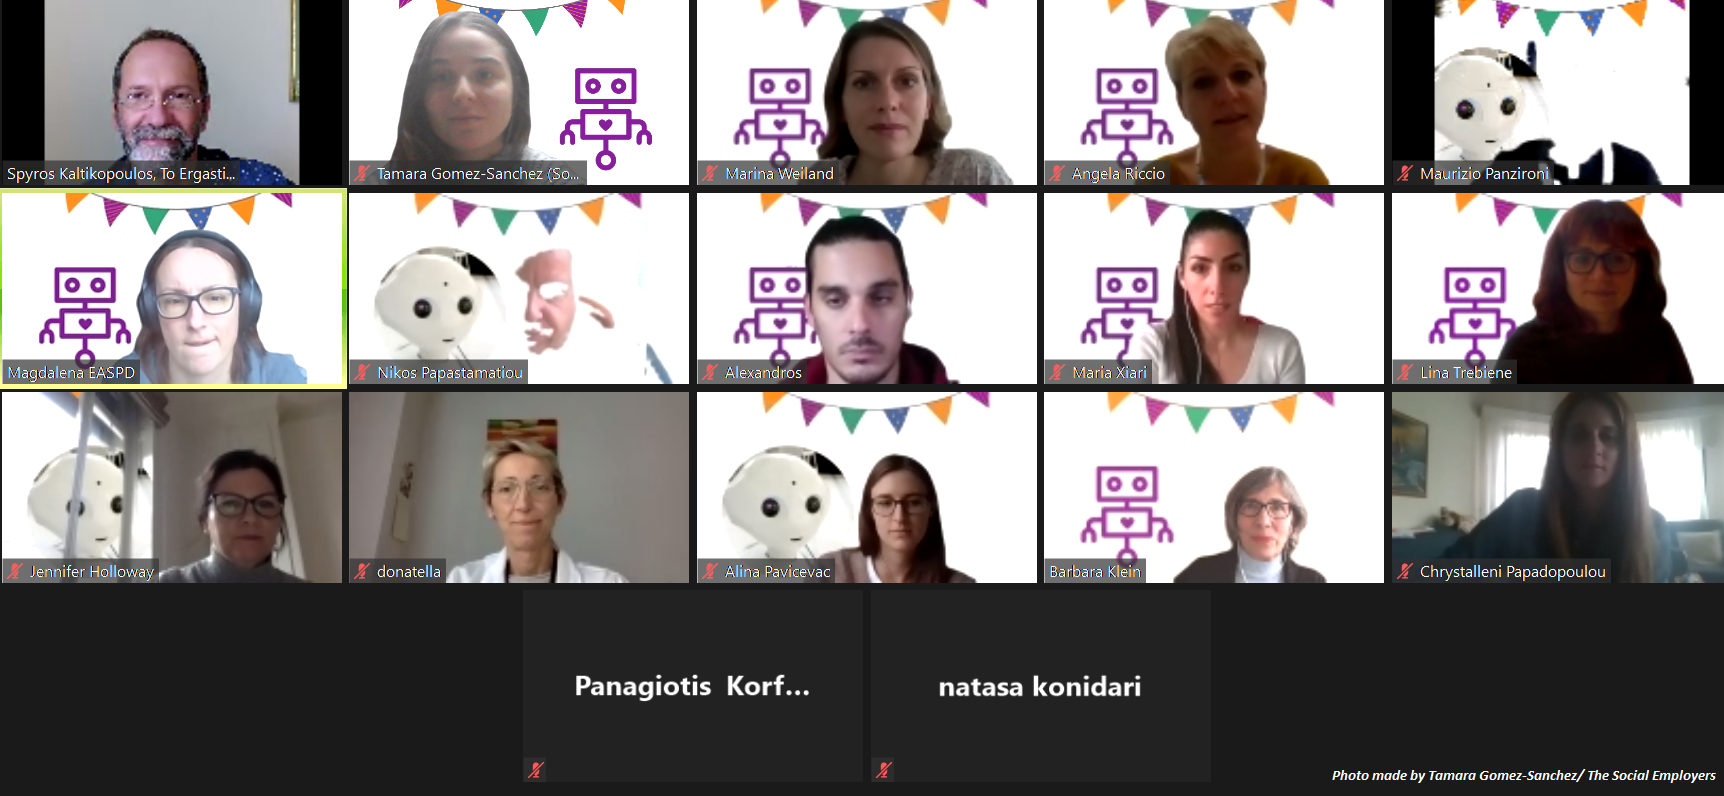 Spyros Kaltikopoulos, To Ergasti...
Tamara Gomez-Sanchez (So...
Marina Weiland
Angela Riccio
Maurizio Panzironi
Magdalena EASPD
Nikos Papastamatiou
Alexandros
Maria Xiari
Lina Trebiene
Jennifer Holloway
donatella
Alina Pavicevac
Barbara Klein
Chrystalleni Papadopoulou
Panagiotis Korf...
natasa konidari
Photo made by Tamara Gomez-Sanchez/ The Social Employers